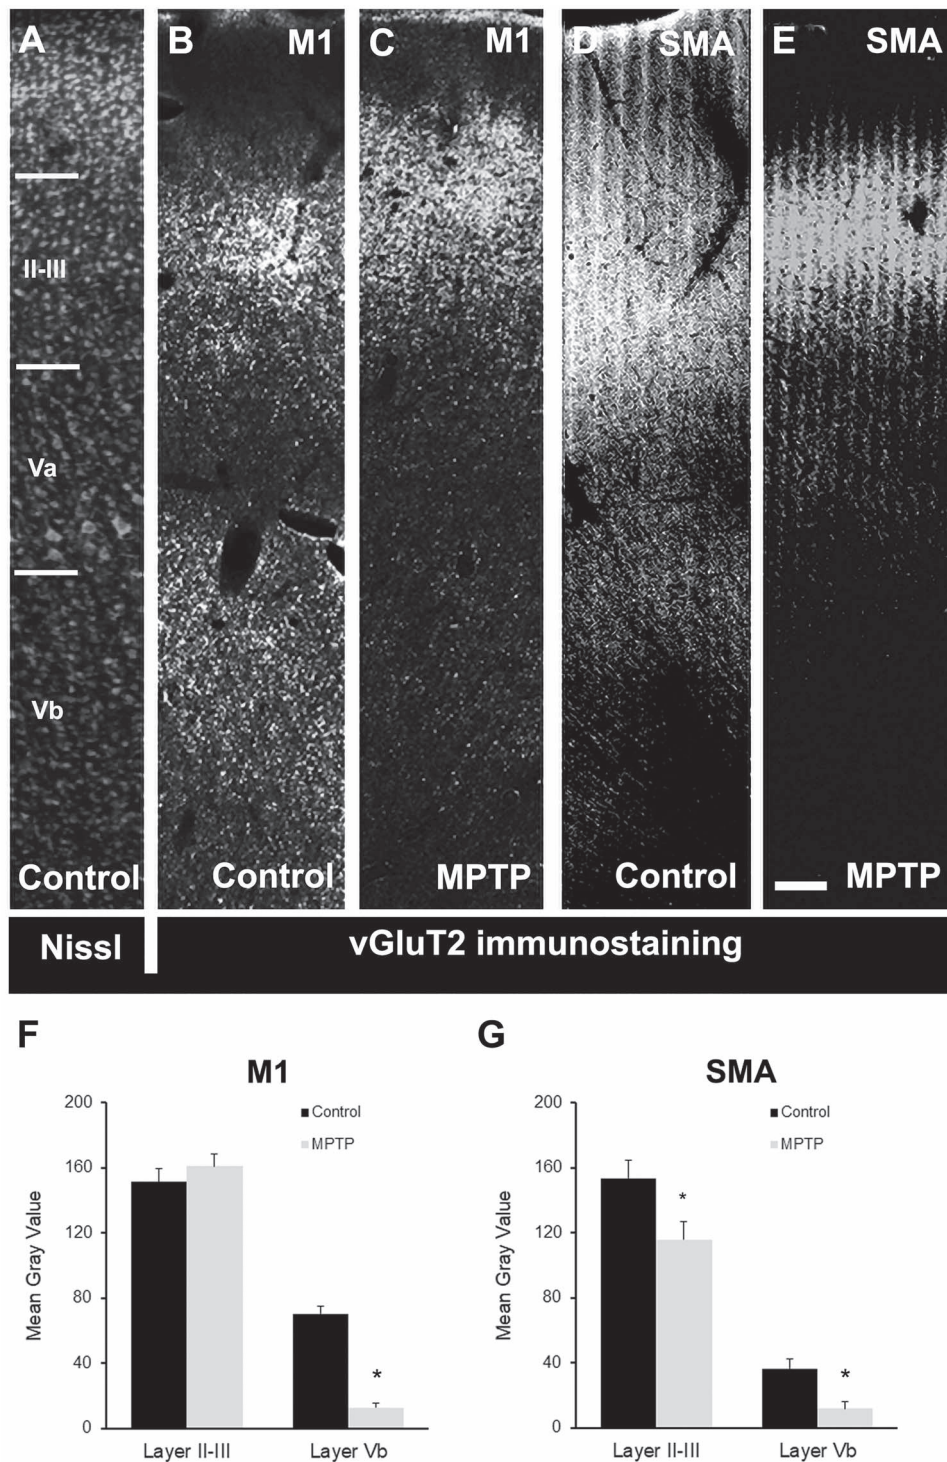 A
B
M1
C
M1
D
SMA
E
SMA
II-III
Va
Vb
Control
Control
MPTP
Control
MPTP
Nissl
vGluT2 immunostaining
F
G
M1
SMA
200
160
120
80
40
0
Mean Gray Value
Control
MPTP
*
Layer II-III
Layer Vb
200
160
120
80
40
0
Mean Gray Value
Control
MPTP
*
*
Layer II-III
Layer Vb